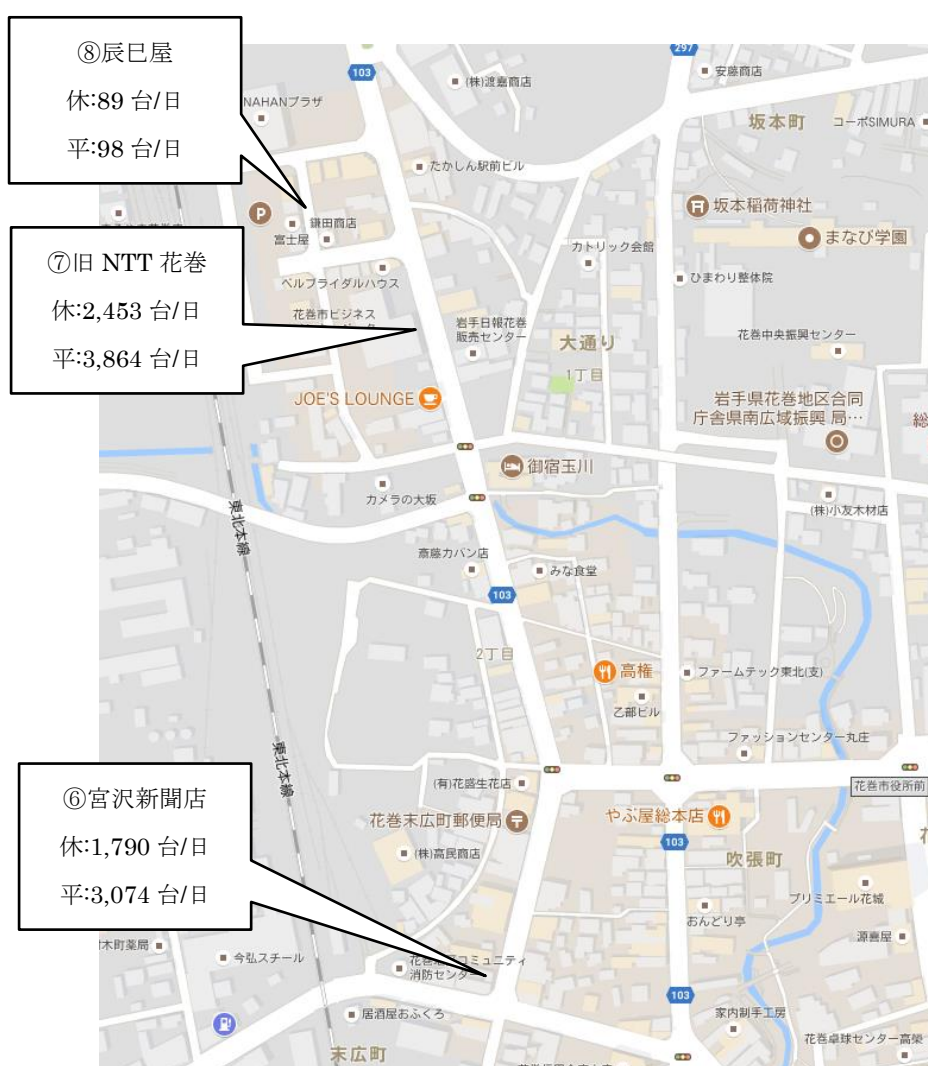 ⑧辰巳屋
休:89 台/日
平:98 台/日
⑦旧 NTT 花巻
休:2,453 台/日
平:3,864 台/日
⑥宮沢新聞店
休:1,790 台/日
平:3,074 台/日
103
297
(株)渡嘉商店
安藤商店
NAHANプラザ
坂本町
コーポSIMURA
たかしん駅前ビル
坂本稲荷神社
P
鎌田商店
富士屋
カトリック会館
まなび学園
ベルブライダルハウス
ひまわり整体院
花巻市ビジネス
岩手日報花巻
販売センター
大通り
1丁目
花巻中央振興センター
JOE'S LOUNGE
岩手県花巻地区合同
庁舎県南広域振興 局…
総
御宿玉川
カメラの大坂
(株)小友木材店
東北本線
斎藤カバン店
みな食堂
103
2丁目
高権
ファームテック東北(支)
乙部ビル
ファッションセンター丸庄
東北本線
(有)花盛生花店
花巻市役所前
花巻末広町郵便局
やぶ屋総本店
103
(株)高民商店
吹張町
プリミエール花城
おんどり亭
源喜屋
木町薬局
今弘スチール
消防センター
103
居酒屋おふくろ
家内制手工房
末広町
花巻卓球センター高榮